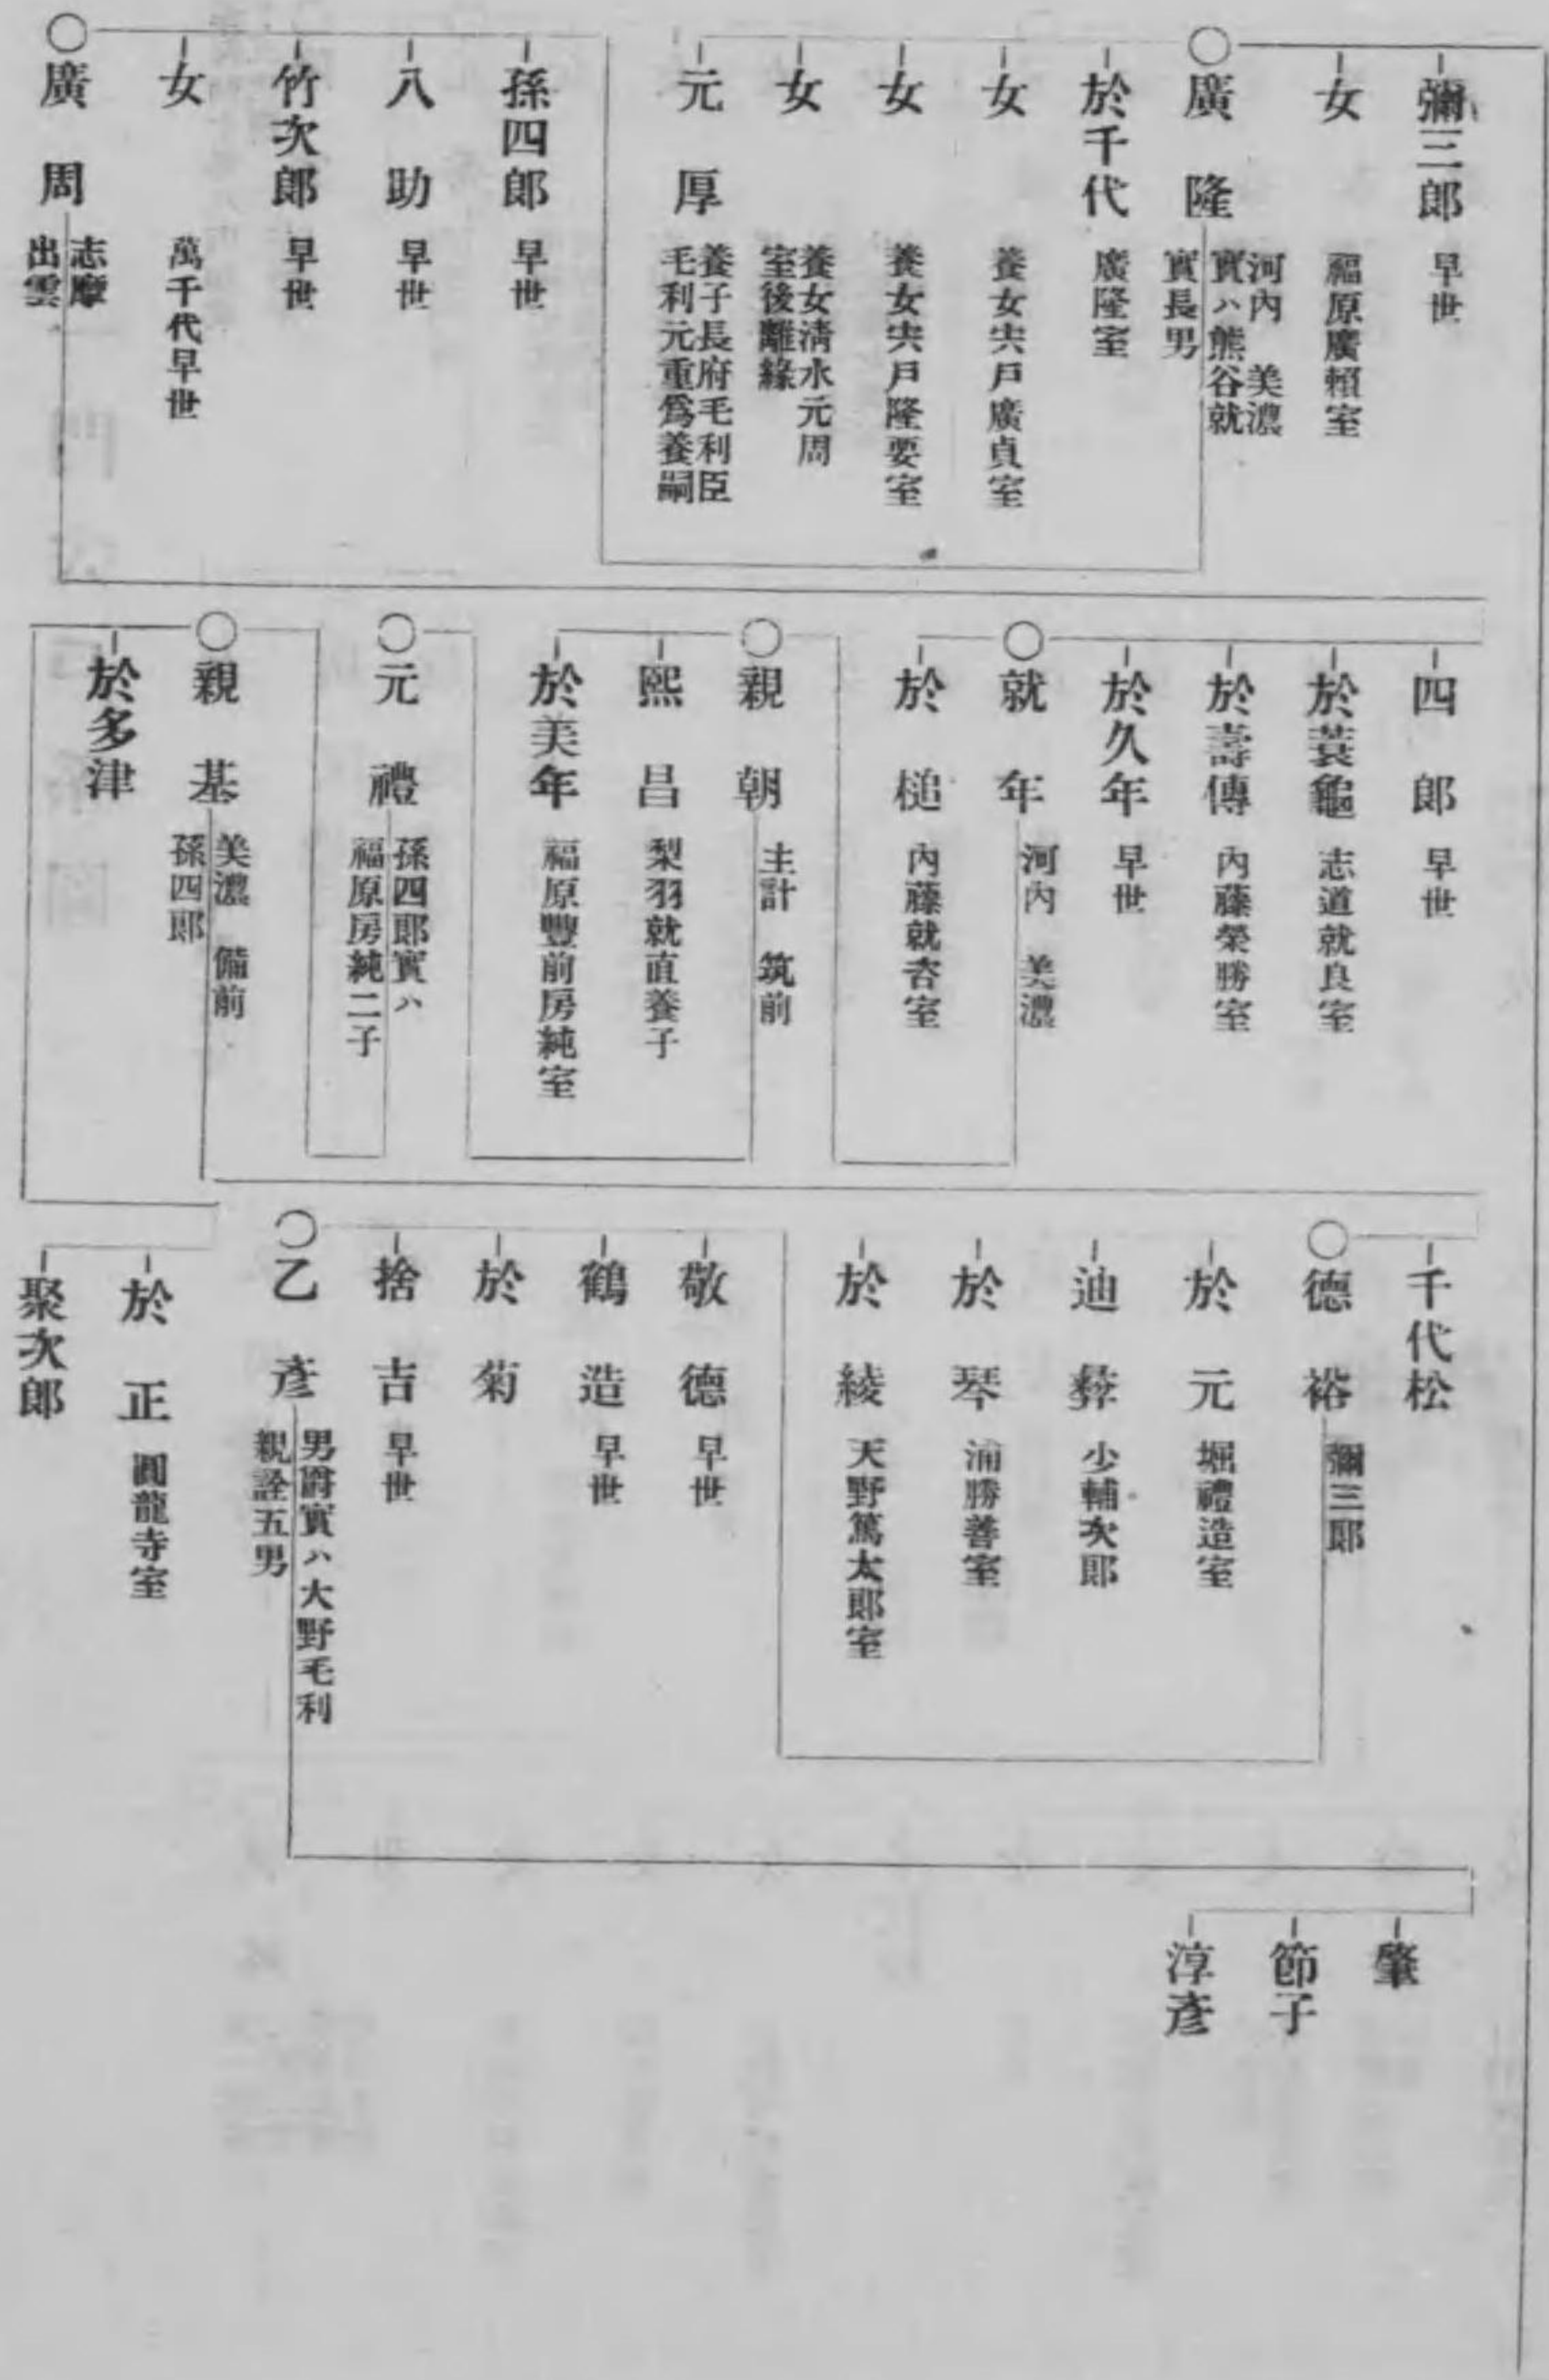 彌三郎 早世
女 福原廣賴室
○廣隆 河內 美濃
實ハ熊谷就
實長男
於千代 廣隆室
女 養女宍戶廣貞室
女 養女宍戶隆要室
女 養女淸水元周
室後離緣
元厚 養子長府毛利臣
毛利元重爲養嗣
孫四郎 早世
八助 早世
竹次郎 早世
女 萬千代早世
○廣周 志摩
出雲
四郎 早世
於蓑龜 志道就良室
於壽傳 內藤榮勝室
於久年 早世
○就年 河內 美濃
於槌 內藤就杏室
○親朝 主計 筑前
熙昌 梨羽就直養子
於美年 福原豐前房純室
○元禮 孫四郎實ハ
福原房純二子
○親基 美濃 備前
孫四郎
於多津
千代松
○德裕 彌三郎
於元 堀禮造室
迪彝 少輔次郎
於琴 浦勝善室
於綾 天野篤太郎室
敬德 早世
鶴造 早世
於菊
捨吉 早世
○乙彥 男爵實ハ大野毛利
親詮五男
於正 圓龍寺室
聚次郎
肇
節子
淳彥